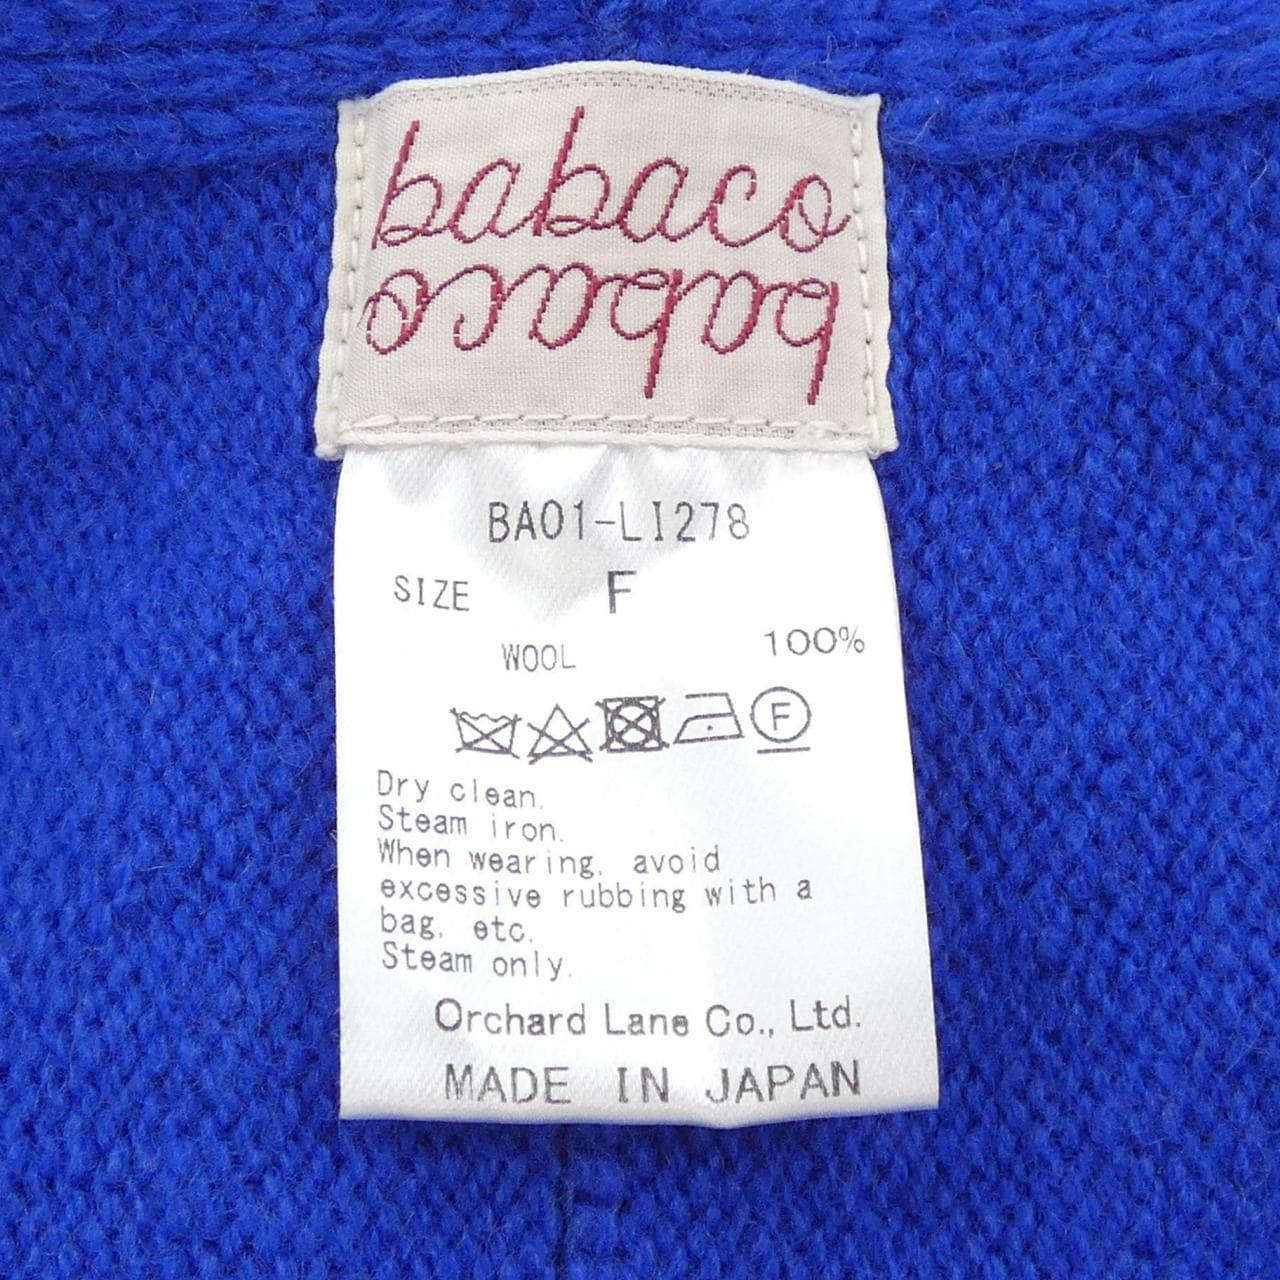 babaco
babaco
BA01-LI278
SIZE F
WOOL 100%
F
Dry clean.
Steam iron.
When wearing, avoid
excessive rubbing with a
bag, etc.
Steam only.
Orchard Lane Co., Ltd.
MADE IN JAPAN